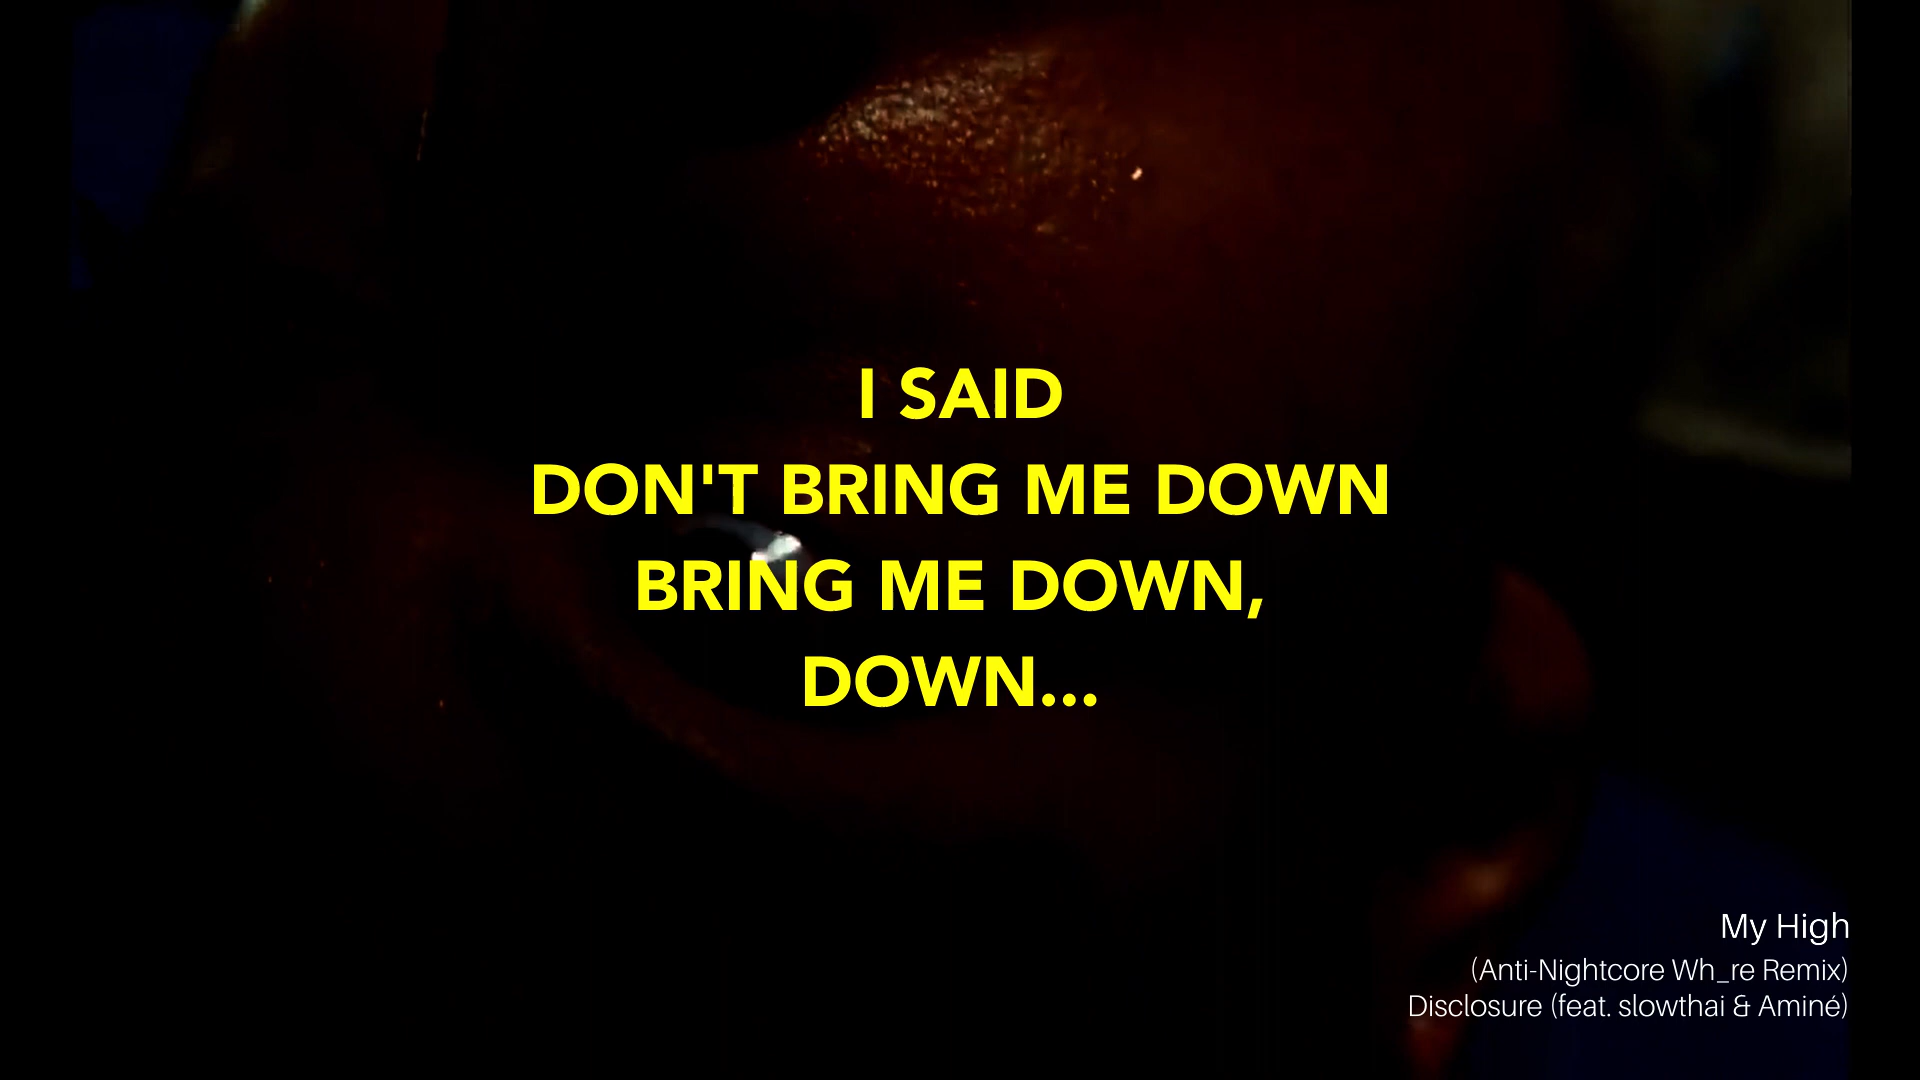 I SAID
DON'T BRING ME DOWN
BRING ME DOWN,
DOWN...
My High
(Anti-Nightcore Wh_re Remix)
Disclosure (feat. slowthai & Aminé)